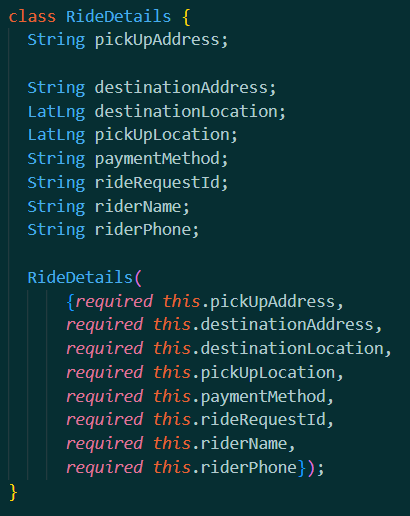 class RideDetails {
  String pickUpAddress;

  String destinationAddress;
  LatLng destinationLocation;
  LatLng pickUpLocation;
  String paymentMethod;
  String rideRequestId;
  String riderName;
  String riderPhone;

  RideDetails(
      {required this.pickUpAddress,
      required this.destinationAddress,
      required this.destinationLocation,
      required this.pickUpLocation,
      required this.paymentMethod,
      required this.rideRequestId,
      required this.riderName,
      required this.riderPhone});
}